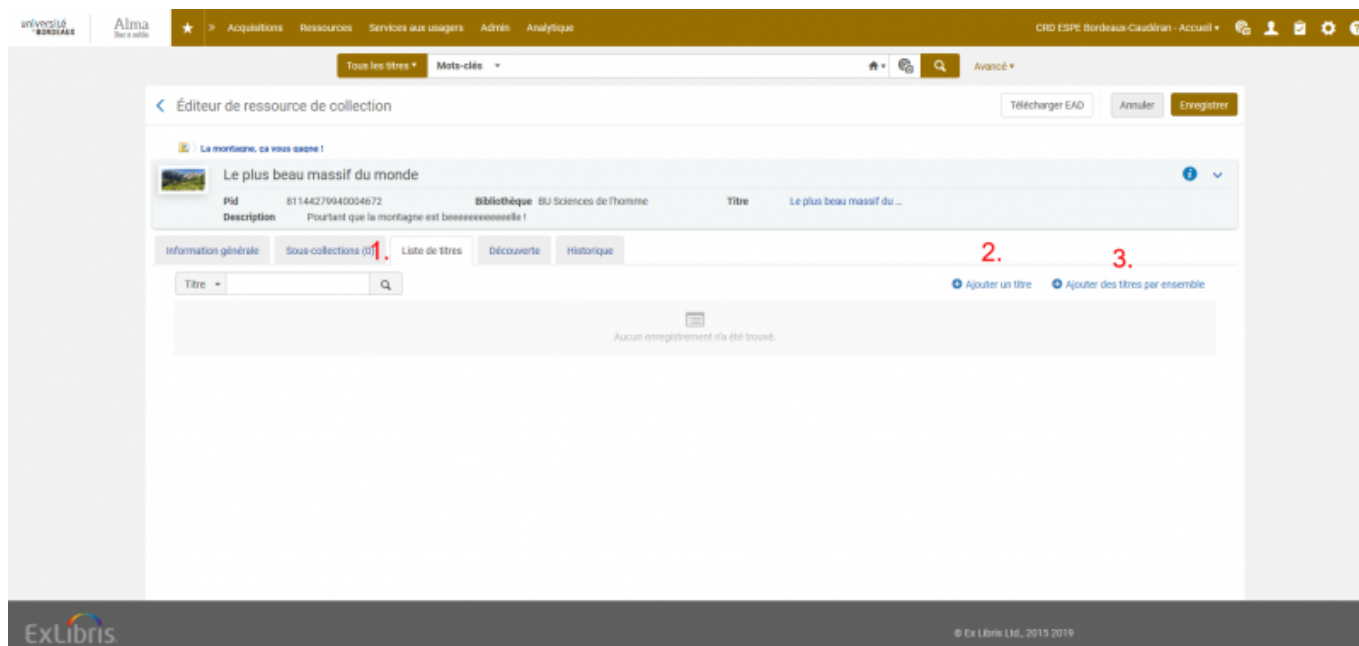 université de BORDEAUX Alma
Acquisitions Ressources Services aux usagers Admin Analytique CRD ESPE Bordeaux-Caudéran - Accueil
Tous les titres Mots-clés Avancé
Éditeur de ressource de collection Télécharger EAD Annuler Enregistrer
La montagne, ça vous gagne !
Le plus beau massif du monde
Pid 81144279940004672 Bibliothèque BU Sciences de l'homme Titre Le plus beau massif du ...
Description Pourtant que la montagne est beeeeeeeeeeeelle !
Information générale Sous-collections (0) 1. Liste de titres Découverte Historique 2. 3.
Titre Ajouter un titre Ajouter des titres par ensemble
Aucun enregistrement n'a été trouvé.
ExLibris © Ex Libris Ltd., 2015 2019